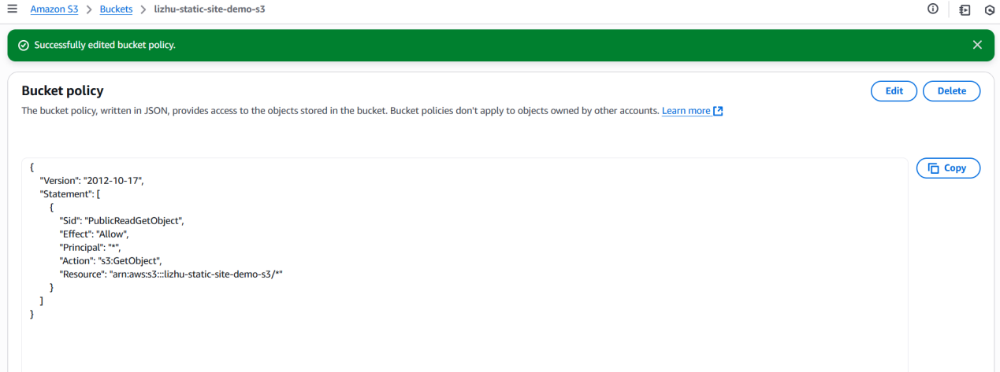 Amazon S3 > Buckets > lizhu-static-site-demo-s3
Successfully edited bucket policy.
Bucket policy
Edit
Delete
The bucket policy, written in JSON, provides access to the objects stored in the bucket. Bucket policies don't apply to objects owned by other accounts. Learn more
Copy
{
  "Version": "2012-10-17",
  "Statement": [
    {
      "Sid": "PublicReadGetObject",
      "Effect": "Allow",
      "Principal": "*",
      "Action": "s3:GetObject",
      "Resource": "arn:aws:s3:::lizhu-static-site-demo-s3/*"
    }
  ]
}